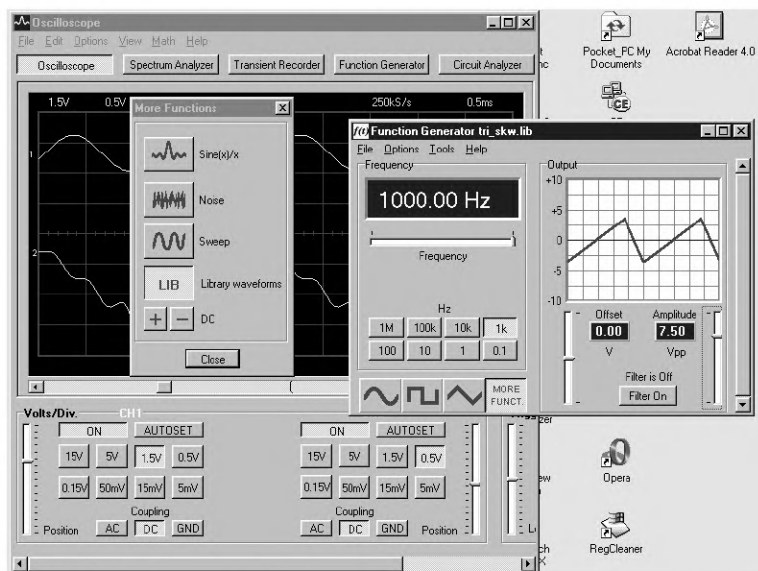 Oscilloscope
File Edit Options View Math Help
Oscilloscope Spectrum Analyzer Transient Recorder Function Generator Circuit Analyzer
1.5V 0.5V 250kS/s 0.5ms
1
2
More Functions
Sine(x)/x
Nose
Sweep
LIB Library waveforms
+ - DC
Close
f(t) Function Generator tri_skw.lib
File Options Tools Help
Frequency
1000.00 Hz
Frequency
Hz
1M 100k 10k 1k
100 10 1 0.1
MORE
FUNCT.
Output
+10
+5
0
-5
-10
Offset Amplitude
0.00 7.50
V Vpp
Filter is Off
Filter On
Volts/Div. CH1
ON AUTOSET
15V 5V 1.5V 0.5V
0.15V 50mV 15mV 5mV
Coupling
Position AC DC GND
ON AUTOSET
15V 5V 1.5V 0.5V
0.15V 50mV 15mV 5mV
Coupling
AC DC GND Position
Pocket_PC My
Documents
Acrobat Reader 4.0
CE
Opera
RegCleaner